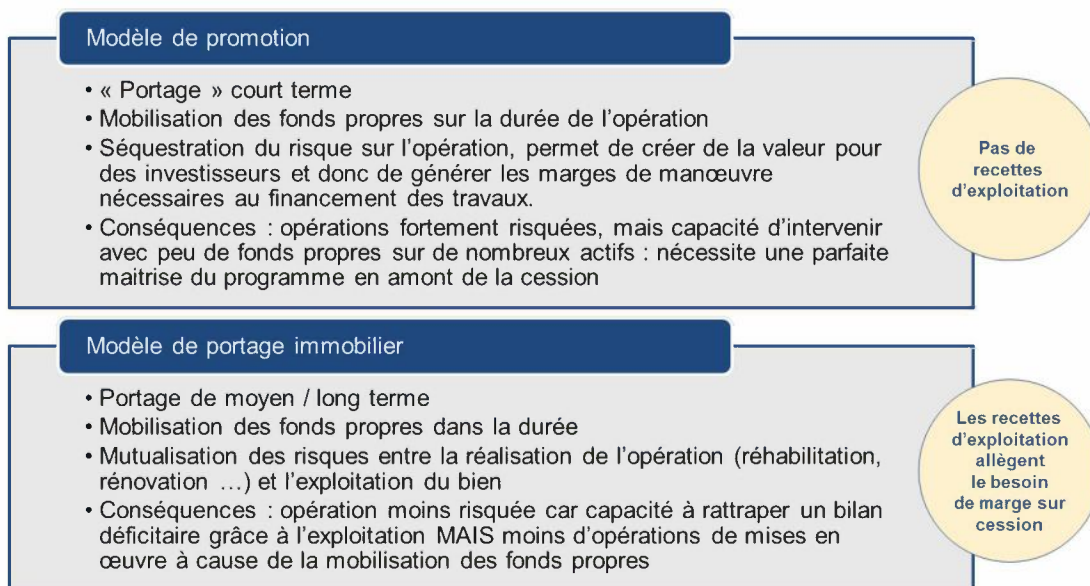 Modèle de promotion
• « Portage » court terme
• Mobilisation des fonds propres sur la durée de l'opération
• Séquestration du risque sur l'opération, permet de créer de la valeur pour
des investisseurs et donc de générer les marges de manœuvre
nécessaires au financement des travaux.
• Conséquences : opérations fortement risquées, mais capacité d'intervenir
avec peu de fonds propres sur de nombreux actifs : nécessite une parfaite
maitrise du programme en amont de la cession
Pas de
recettes
d'exploitation
Modèle de portage immobilier
• Portage de moyen / long terme
• Mobilisation des fonds propres dans la durée
• Mutualisation des risques entre la réalisation de l'opération (réhabilitation,
rénovation ...) et l'exploitation du bien
• Conséquences : opération moins risquée car capacité à rattraper un bilan
déficitaire grâce à l'exploitation MAIS moins d'opérations de mises en
œuvre à cause de la mobilisation des fonds propres
Les recettes
d'exploitation
allègent
le besoin
de marge sur
cession